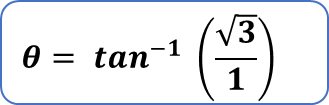 θ = tan⁻¹ (√3/1)